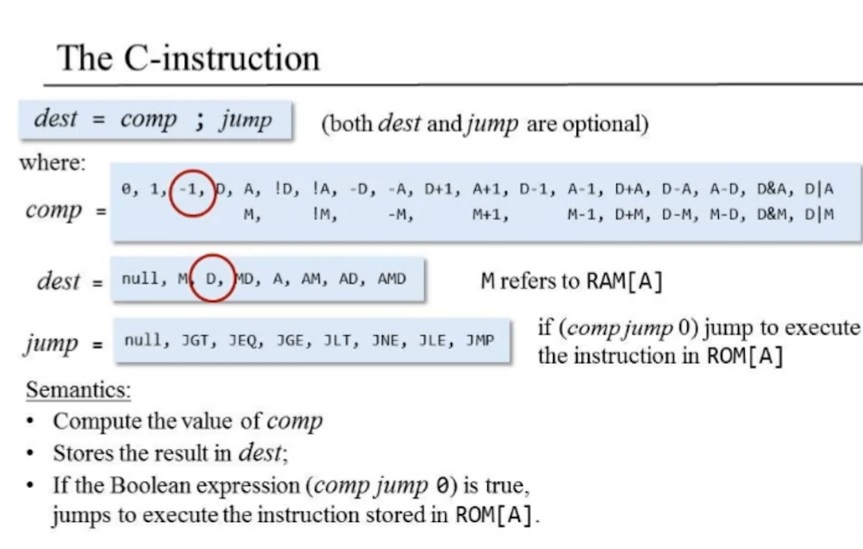 The C-instruction
dest = comp ; jump (both dest and jump are optional)
where:
0, 1, -1, D, A, !D, !A, -D, -A, D+1, A+1, D-1, A-1, D+A, D-A, A-D, D&A, D|A
comp =
M, !M, -M, M+1, M-1, D+M, D-M, M-D, D&M, D|M
dest = null, M, D, MD, A, AM, AD, AMD M refers to RAM[A]
jump = null, JGT, JEQ, JGE, JLT, JNE, JLE, JMP
if (comp jump 0) jump to execute
the instruction in ROM[A]
Semantics:
• Compute the value of comp
• Stores the result in dest;
• If the Boolean expression (comp jump 0) is true,
jumps to execute the instruction stored in ROM[A].